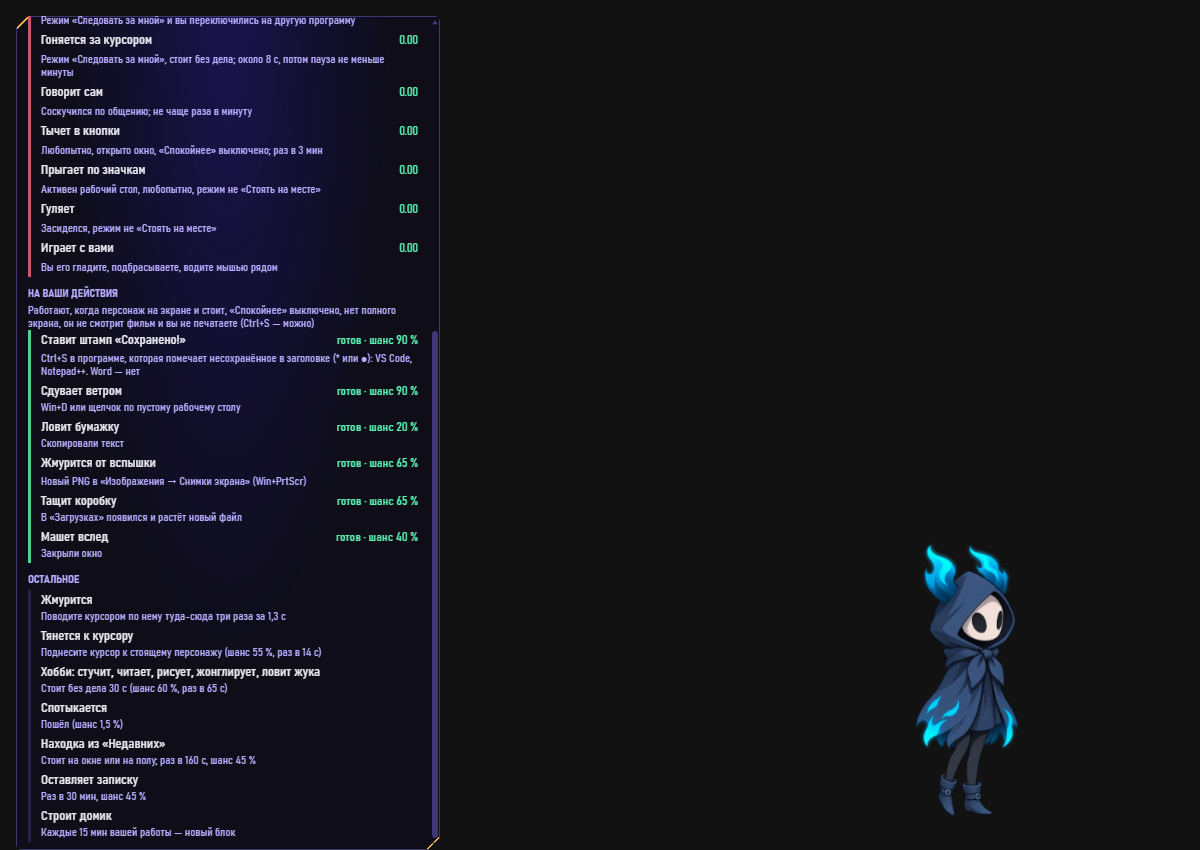 Режим «Следовать за мной» и вы переключились на другую программу
Гоняется за курсором 0.00
Режим «Следовать за мной», стоит без дела; около 8 с, потом пауза не меньше
минуты
Говорит сам 0.00
Соскучился по общению; не чаще раза в минуту
Тычет в кнопки 0.00
Любопытно, открыто окно, «Спокойнее» выключено; раз в 3 мин
Прыгает по значкам 0.00
Активен рабочий стол, любопытно, режим не «Стоять на месте»
Гуляет 0.00
Засиделся, режим не «Стоять на месте»
Играет с вами 0.00
Вы его гладите, подбрасываете, водите мышью рядом
НА ВАШИ ДЕЙСТВИЯ
Работают, когда персонаж на экране и стоит, «Спокойнее» выключено, нет полного
экрана, он не смотрит фильм и вы не печатаете (Ctrl+S — можно)
Ставит штамп «Сохранено!» готов · шанс 90 %
Ctrl+S в программе, которая помечает несохранённое в заголовке (* или ●): VS Code,
Notepad++. Word — нет
Сдувает ветром готов · шанс 90 %
Win+D или щелчок по пустому рабочему столу
Ловит бумажку готов · шанс 20 %
Скопировали текст
Жмурится от вспышки готов · шанс 65 %
Новый PNG в «Изображения → Снимки экрана» (Win+PrtScr)
Тащит коробку готов · шанс 65 %
В «Загрузках» появился и растёт новый файл
Машет вслед готов · шанс 40 %
Закрыли окно
ОСТАЛЬНОЕ
Жмурится
Поводите курсором по нему туда-сюда три раза за 1,3 с
Тянется к курсору
Поднесите курсор к стоящему персонажу (шанс 55 %, раз в 14 с)
Хобби: стучит, читает, рисует, жонглирует, ловит жука
Стоит без дела 30 с (шанс 60 %, раз в 65 с)
Спотыкается
Пошёл (шанс 1,5 %)
Находка из «Недавних»
Стоит на окне или на полу; раз в 160 с, шанс 45 %
Оставляет записку
Раз в 30 мин, шанс 45 %
Строит домик
Каждые 15 мин вашей работы — новый блок